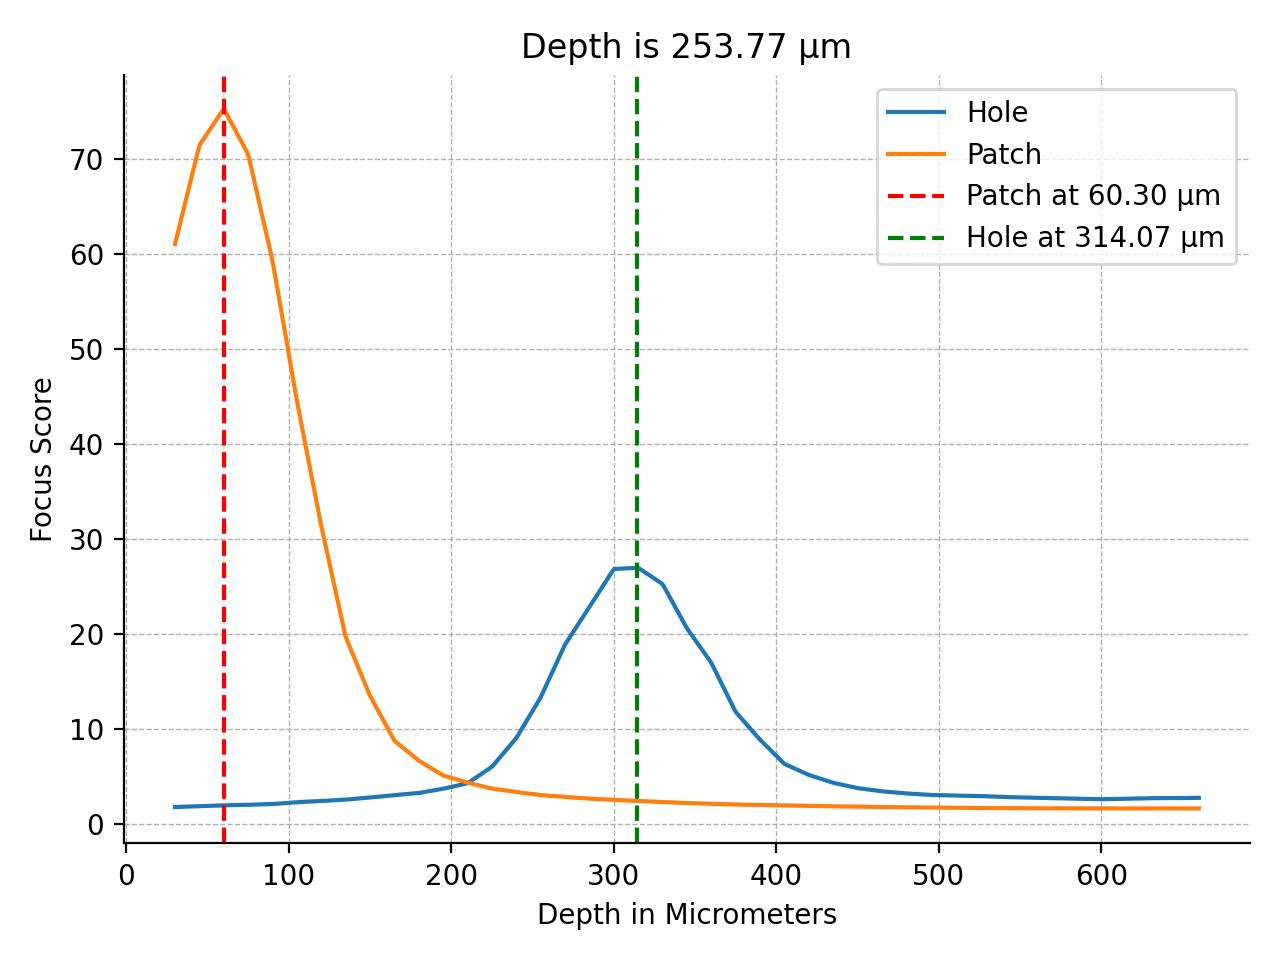 Depth is 253.77 µm
Hole
Patch
Patch at 60.30 µm
Hole at 314.07 µm
Focus Score
70
60
50
40
30
20
10
0
0 100 200 300 400 500 600
Depth in Micrometers